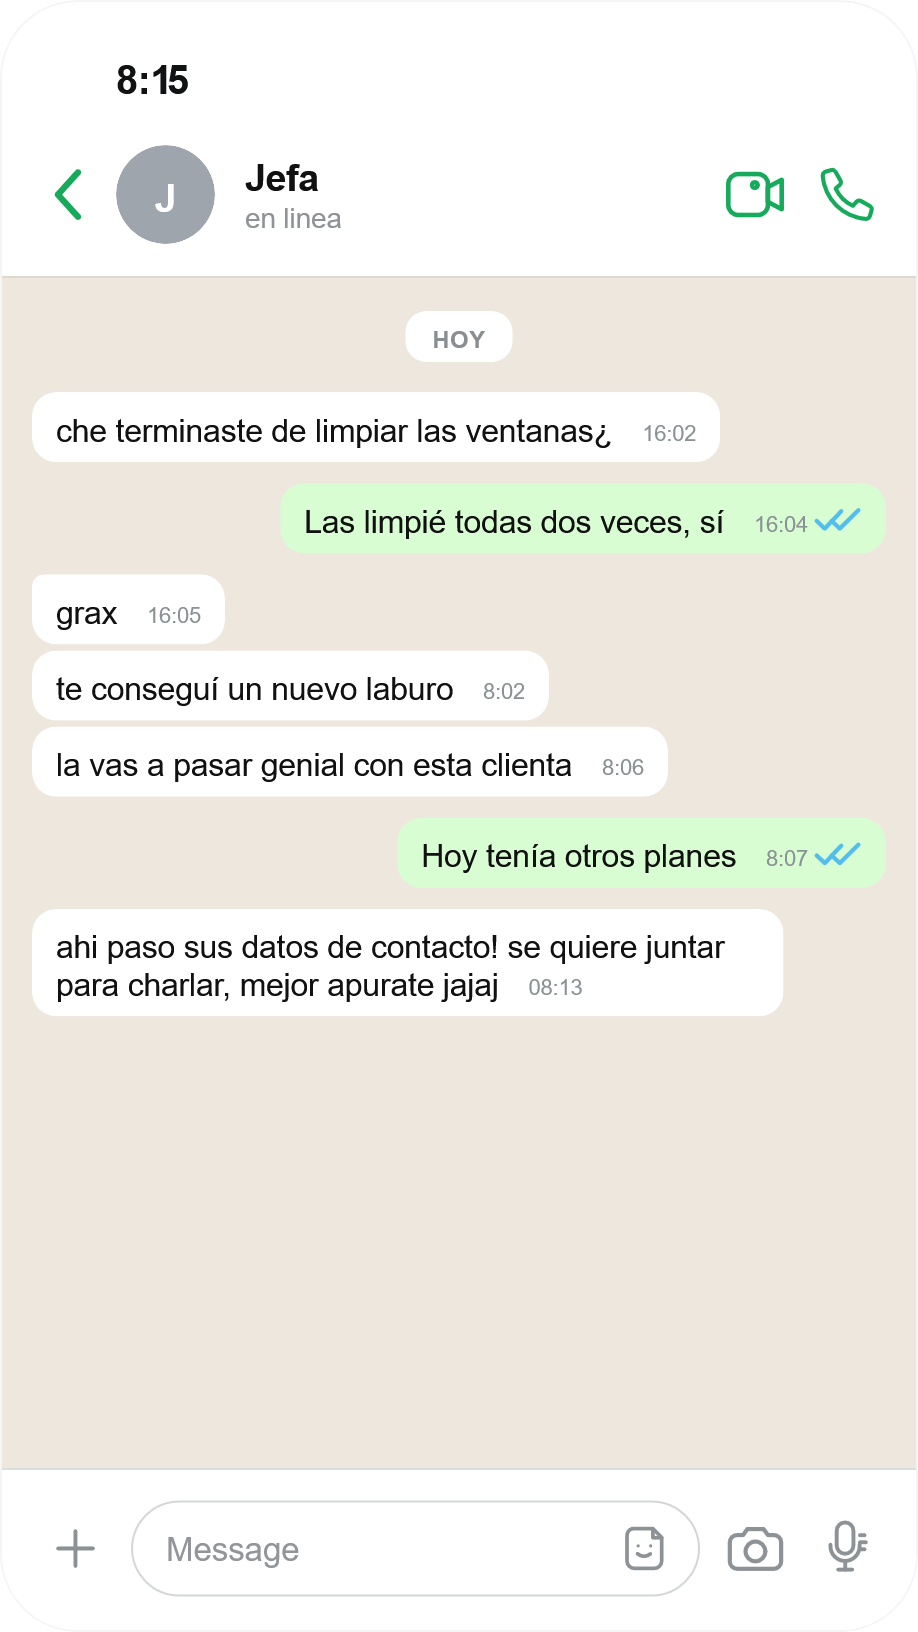 8:15
J
Jefa
en linea
HOY
che terminaste de limpiar las ventanas¿ 16:02
Las limpié todas dos veces, sí 16:04
grax 16:05
te conseguí un nuevo laburo 8:02
la vas a pasar genial con esta clienta 8:06
Hoy tenía otros planes 8:07
ahi paso sus datos de contacto! se quiere juntar
para charlar, mejor apurate jajaj 08:13
Message